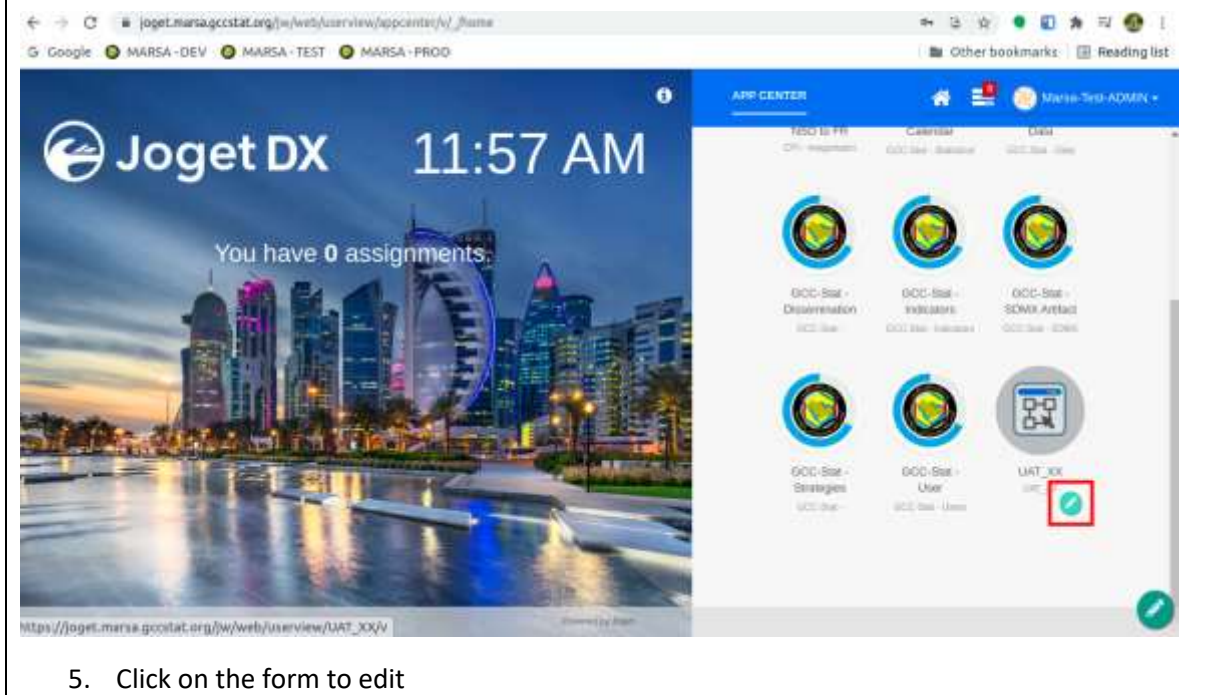 joget.marsa.gccstat.org/jw/web/userview/appcenter/v/_/home
G Google MARSA - DEV MARSA - TEST MARSA - PROD Other bookmarks Reading list
APP CENTER Marsa-Test-ADMIN
Joget DX 11:57 AM
You have 0 assignments.
NSO to FR Calendar Data
GCC-Stat - GCC-Stat - GCC-Stat -
Dissemination Indicators SDMX Artifact
GCC-Stat - GCC-Stat - UAT_XX
Strategies User
https://joget.marsa.gccstat.org/jw/web/userview/UAT_XX/v
5. Click on the form to edit